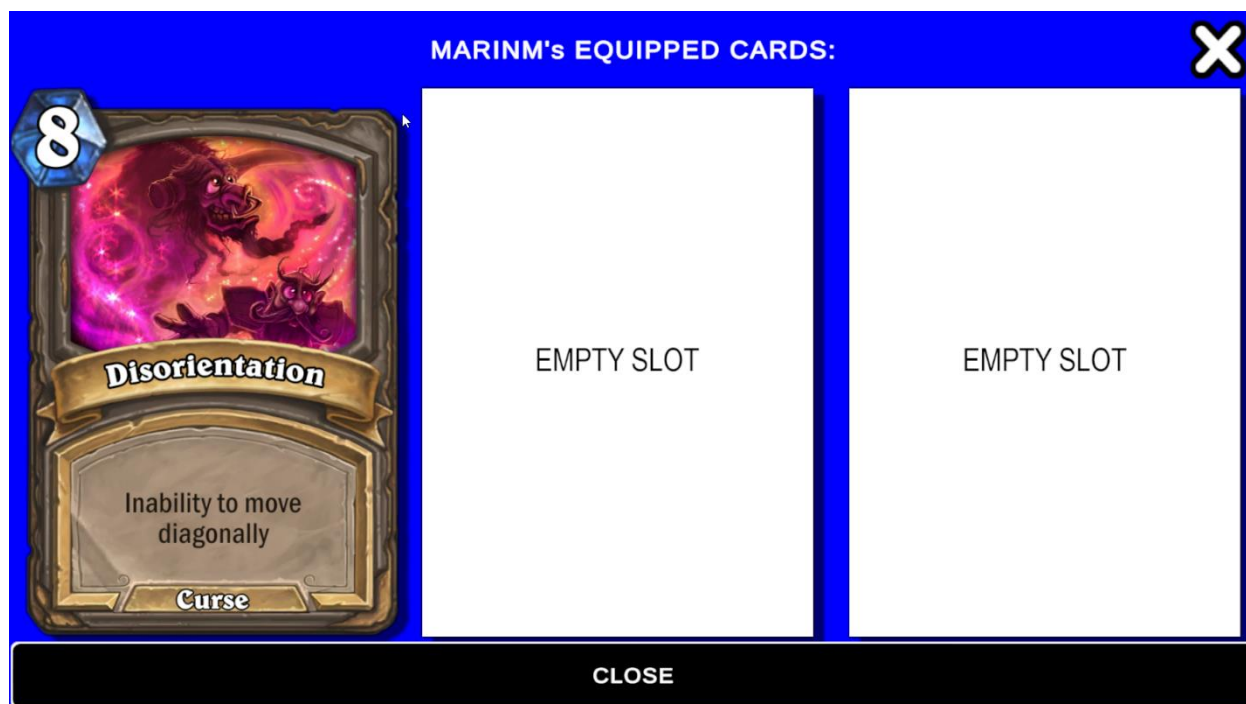 MARINM's EQUIPPED CARDS:
8
Disorientation
Inability to move
diagonally
Curse
EMPTY SLOT
EMPTY SLOT
CLOSE